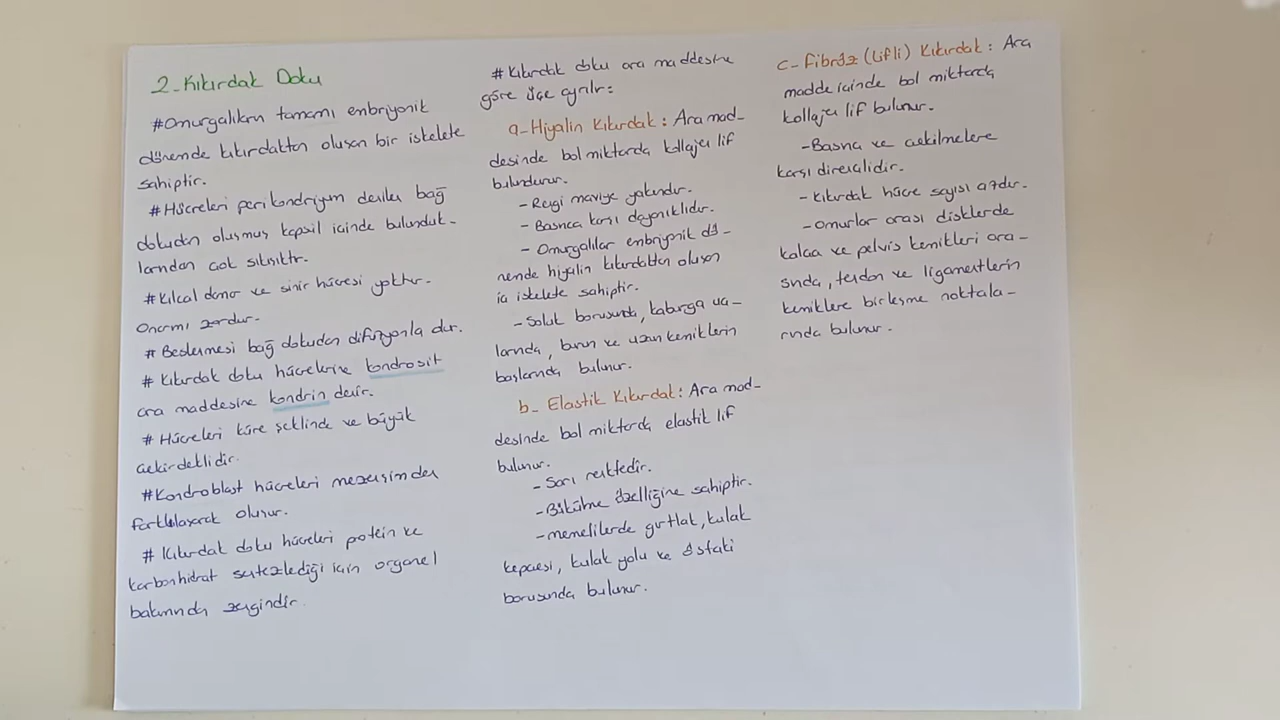 2-Kıkırdak Doku
#Omurgalıların tamamı embriyonik
dönemde kıkırdaktan oluşan bir iskelete
sahiptir.
#Hücreleri perikondriyum denilen bağ
dokudan oluşmuş kapsül içinde bulunduk-
larından çok sıkışıktır.
#Kılcal damar ve sinir hücresi yoktur.
Onarımı zordur.
# Beslenmesi bağ dokudan difüzyonla dır.
# Kıkırdak doku hücrelerine kondrosit
ara maddesine kondrin denir.
# Hücreleri küre şeklinde ve büyük
çekirdeklidir.
#Kondroblast hücreleri mezenşimden
farklılaşarak oluşur.
# Kıkırdak doku hücreleri protein ve
karbonhidrat sentezlediği için organel
bakımından zengindir.
# Kıkırdak doku ara maddesine
göre üçe ayrılır:
a-Hiyalin Kıkırdak: Ara mad-
desinde bol miktarda kollajen lif
bulundurur.
- Rengi maviye yakındır.
- Basınca karşı dayanıklıdır.
- Omurgalılar embriyonik dö-
nende hiyalin kıkırdaktan oluşan
iç iskelete sahiptir.
- Soluk borusunda, kaburga uç-
larında, burun ve uzun kemiklerin
başlarında bulunur.
b- Elastik Kıkırdak: Ara mad-
desinde bol miktarda elastik lif
bulunur.
- Sarı renktedir.
-Bükülme özelliğine sahiptir.
-memelilerde gırtlak, kulak
kepçesi, kulak yolu ve östaki
borusunda bulunur.
c-Fibröz (Lifli) Kıkırdak: Ara
madde içinde bol miktarda
kollajen lif bulunur.
-Basınç ve çekilmelere
karşı dirençlidir.
- Kıkırdak hücre sayısı azdır.
- Omurlar arası disklerde
kalça ve pelvis kemikleri ara-
sında, tendon ve ligamentlerin
kemiklere birleşme noktala-
rında bulunur.